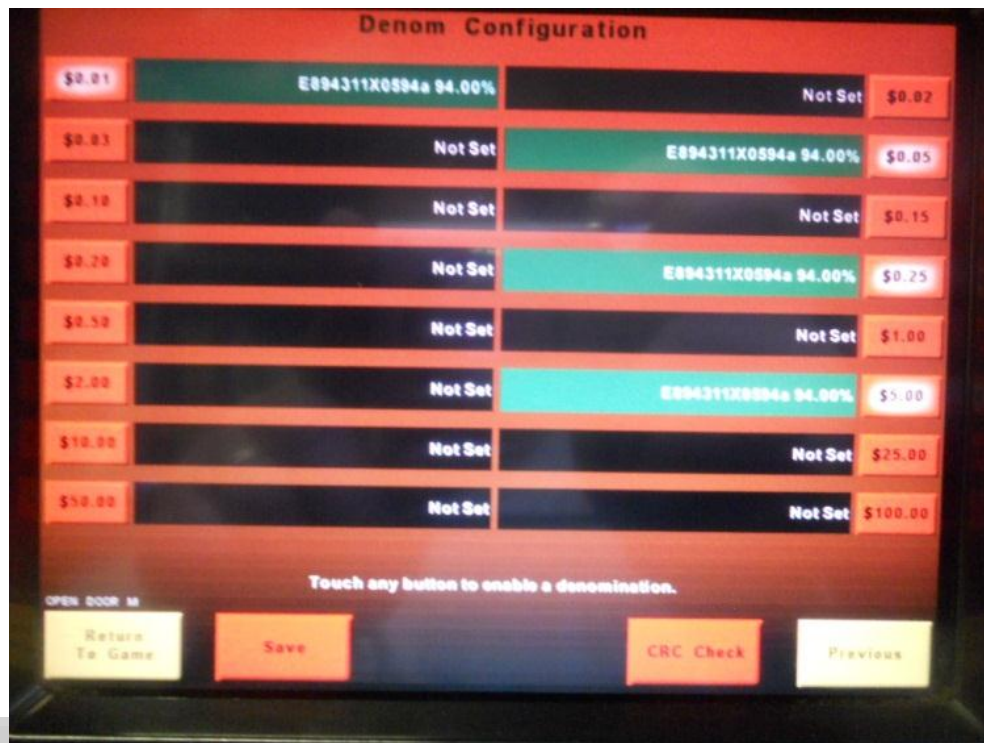 Denom Configuration
$0.01 E894311X0594a 94.00% Not Set $0.02
$0.03 Not Set E894311X0594a 94.00% $0.05
$0.10 Not Set Not Set $0.15
$0.20 Not Set E894311X0594a 94.00% $0.25
$0.50 Not Set Not Set $1.00
$2.00 Not Set E894311X0594a 94.00% $5.00
$10.00 Not Set Not Set $25.00
$50.00 Not Set Not Set $100.00
Touch any button to enable a denomination.
OPEN DOOR MI
Return
To Game
Save
CRC Check
Previous